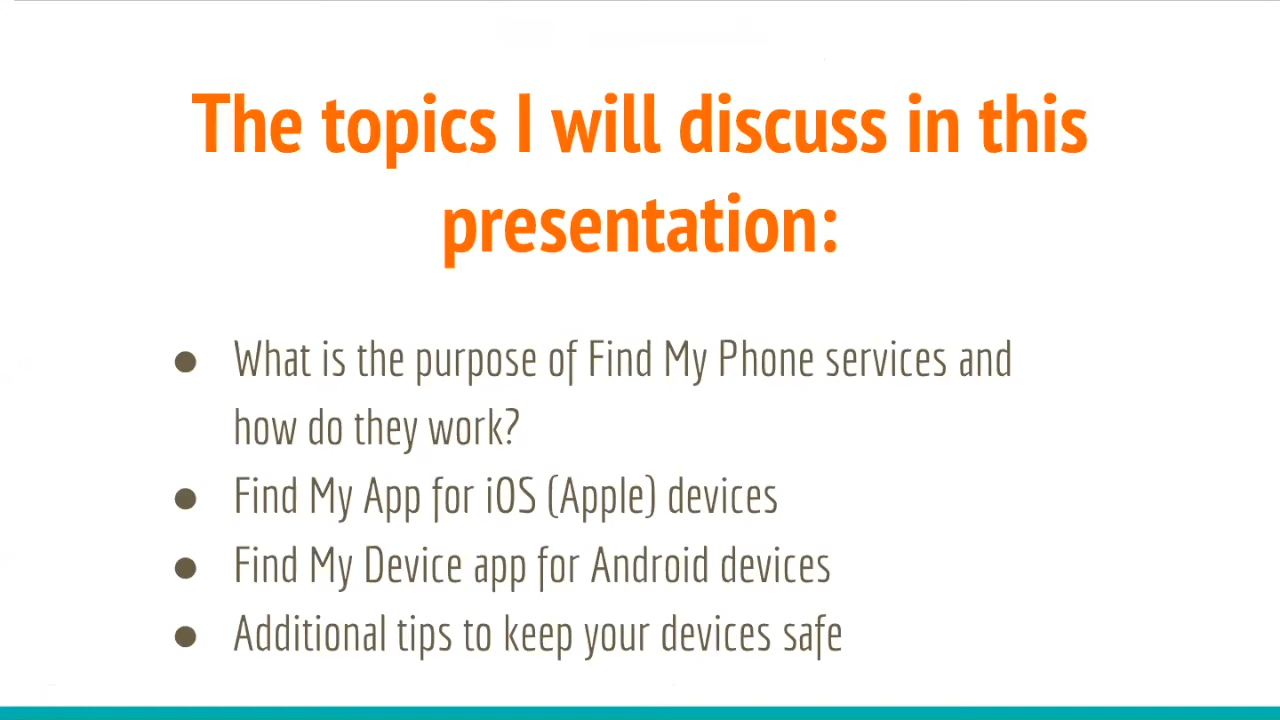 The topics I will discuss in this
presentation:
● What is the purpose of Find My Phone services and
how do they work?
● Find My App for iOS (Apple) devices
● Find My Device app for Android devices
● Additional tips to keep your devices safe